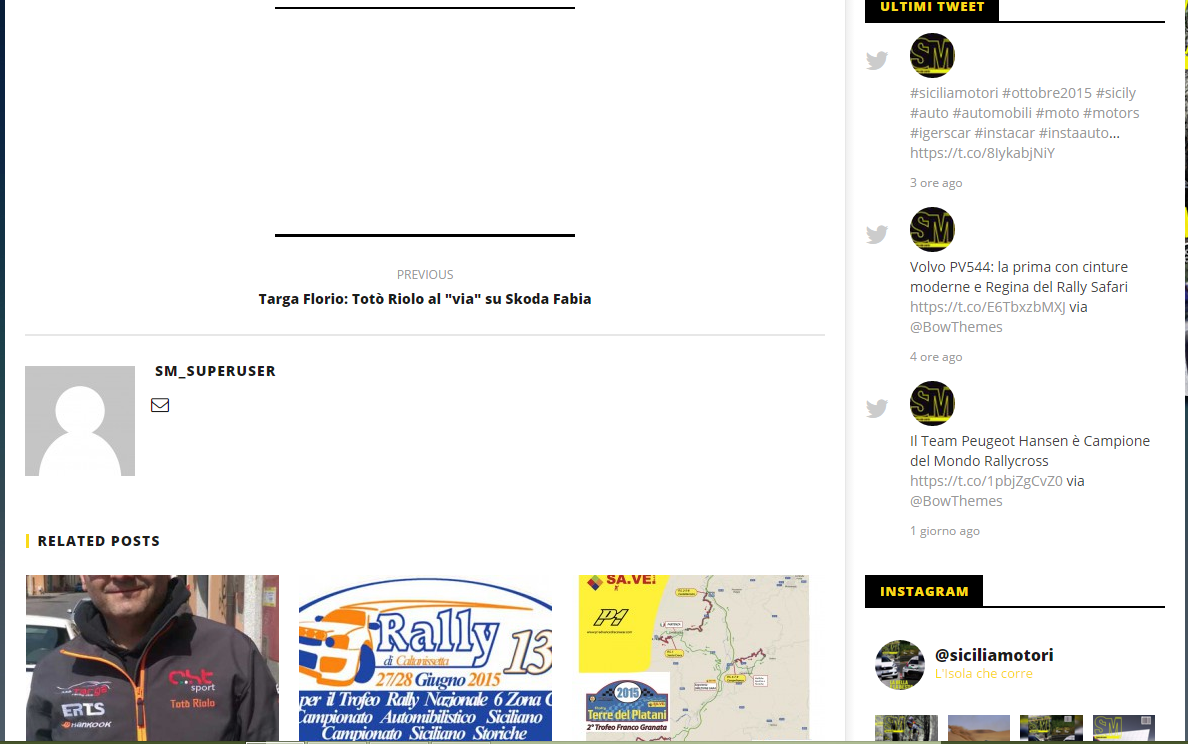 PREVIOUS
Targa Florio: Totò Riolo al "via" su Skoda Fabia
SM_SUPERUSER
RELATED POSTS
sport
Totò Riolo
ERTS
HANKOOK
Rally 13
di Caltanissetta
27/28 Giugno 2015
per il Trofeo Rally Nazionale 6 Zona
Campionato Automibilistico Siciliano
Campionato Siciliano Storiche
SA.VE.
2015
Terre del Platani
2° Trofeo Franco Granata
ULTIMI TWEET
SM
#siciliamotori #ottobre2015 #sicily
#auto #automobili #moto #motors
#igerscar #instacar #instaauto…
https://t.co/8IykabjNiY
3 ore ago
SM
Volvo PV544: la prima con cinture
moderne e Regina del Rally Safari
https://t.co/E6TbxzbMXJ via
@BowThemes
4 ore ago
SM
Il Team Peugeot Hansen è Campione
del Mondo Rallycross
https://t.co/1pbjZgCvZ0 via
@BowThemes
1 giorno ago
INSTAGRAM
@siciliamotori
L'Isola che corre